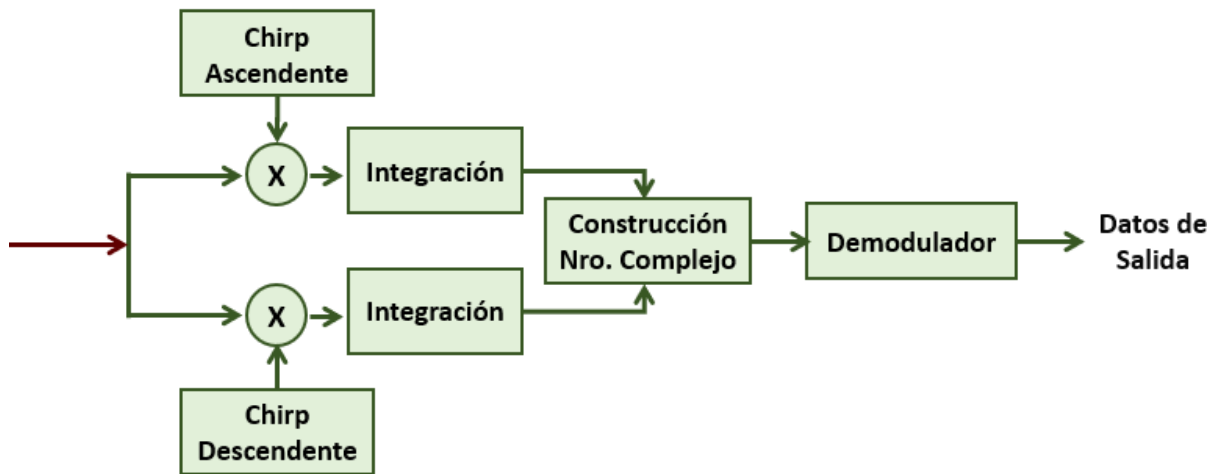 Chirp
Ascendente
X
Integración
Construcción
Nro. Complejo
Demodulador
Datos de
Salida
X
Integración
Chirp
Descendente